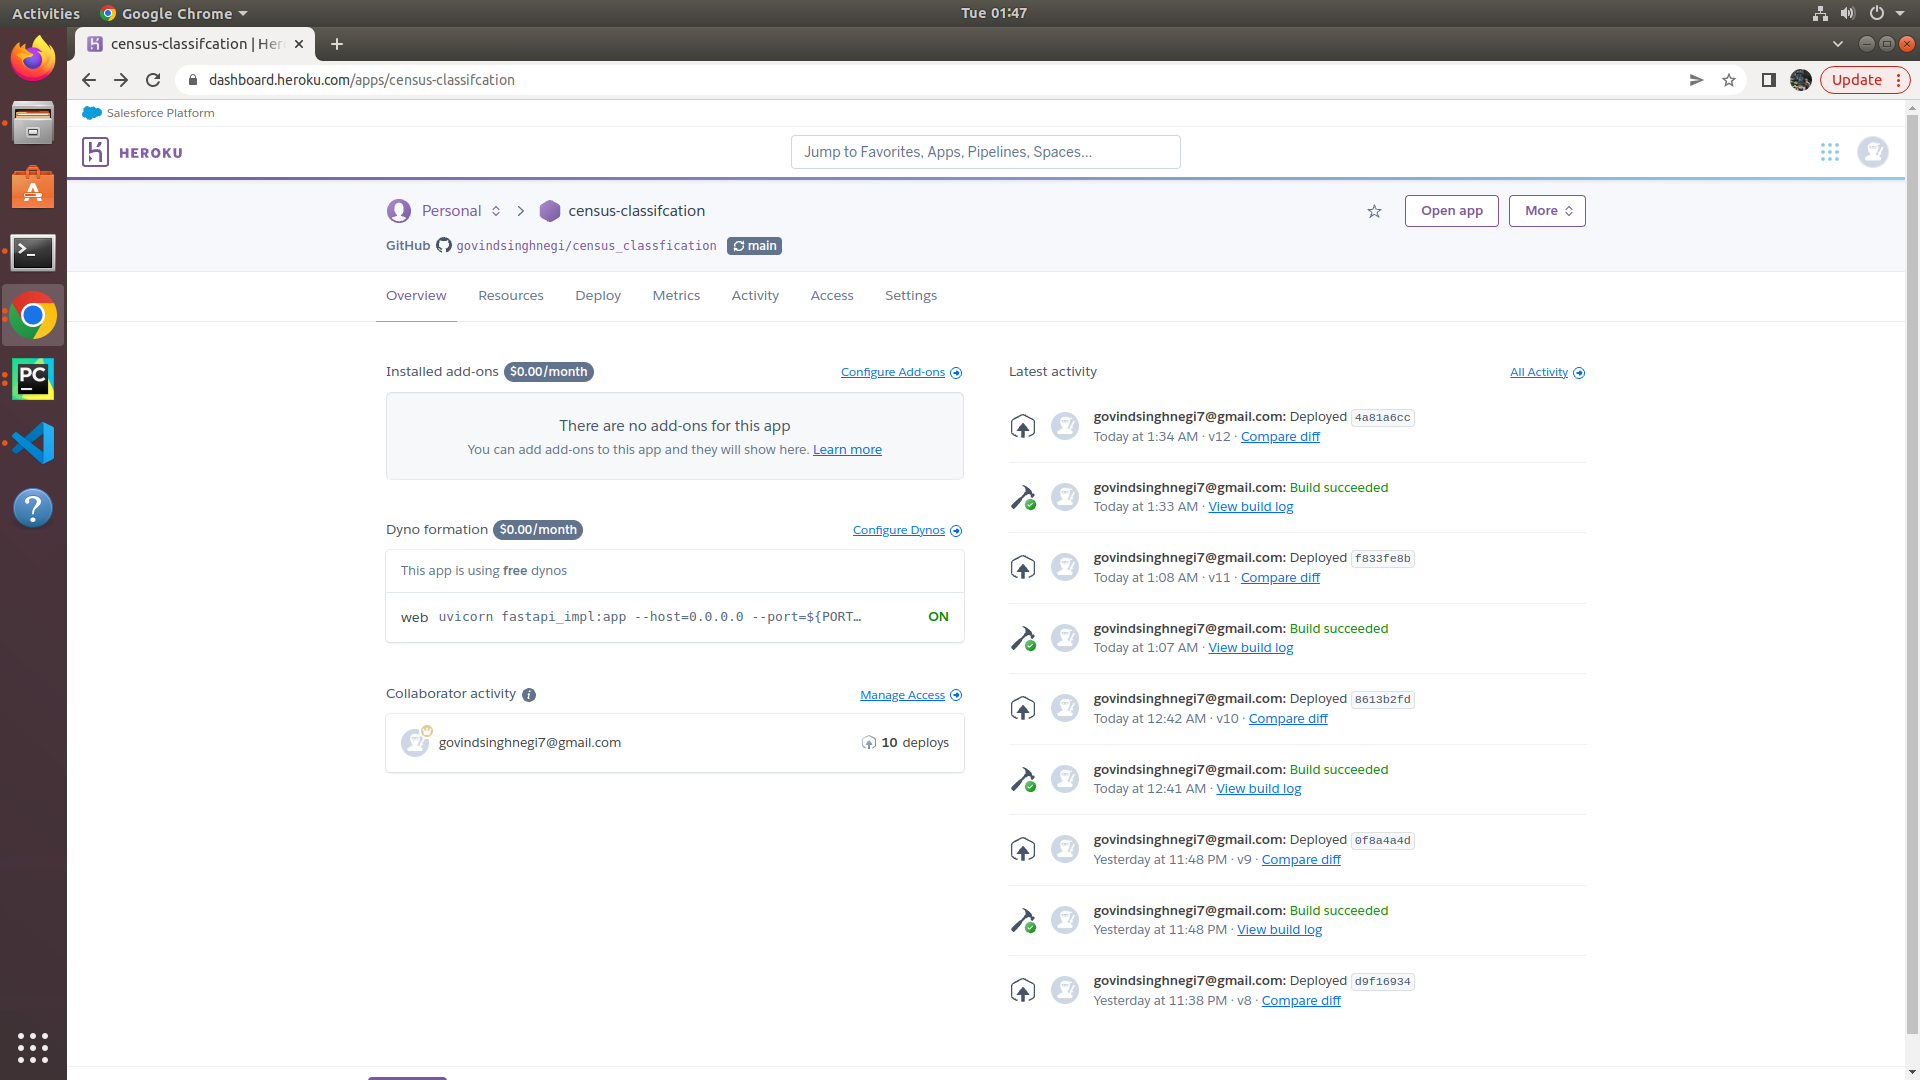 Activities
Google Chrome
Tue 01:47
census-classifcation | Her
dashboard.heroku.com/apps/census-classifcation
Update
Salesforce Platform
HEROKU
Jump to Favorites, Apps, Pipelines, Spaces...
Personal
census-classifcation
Open app
More
GitHub govindsinghnegi/census_classfication main
Overview
Resources
Deploy
Metrics
Activity
Access
Settings
Installed add-ons $0.00/month
Configure Add-ons
There are no add-ons for this app
You can add add-ons to this app and they will show here. Learn more
Dyno formation $0.00/month
Configure Dynos
This app is using free dynos
web uvicorn fastapi_impl:app --host=0.0.0.0 --port=${PORT… ON
Collaborator activity
Manage Access
govindsinghnegi7@gmail.com
10 deploys
Latest activity
All Activity
govindsinghnegi7@gmail.com: Deployed 4a81a6cc
Today at 1:34 AM · v12 · Compare diff
govindsinghnegi7@gmail.com: Build succeeded
Today at 1:33 AM · View build log
govindsinghnegi7@gmail.com: Deployed f833fe8b
Today at 1:08 AM · v11 · Compare diff
govindsinghnegi7@gmail.com: Build succeeded
Today at 1:07 AM · View build log
govindsinghnegi7@gmail.com: Deployed 8613b2fd
Today at 12:42 AM · v10 · Compare diff
govindsinghnegi7@gmail.com: Build succeeded
Today at 12:41 AM · View build log
govindsinghnegi7@gmail.com: Deployed 0f8a4a4d
Yesterday at 11:48 PM · v9 · Compare diff
govindsinghnegi7@gmail.com: Build succeeded
Yesterday at 11:48 PM · View build log
govindsinghnegi7@gmail.com: Deployed d9f16934
Yesterday at 11:38 PM · v8 · Compare diff
PC